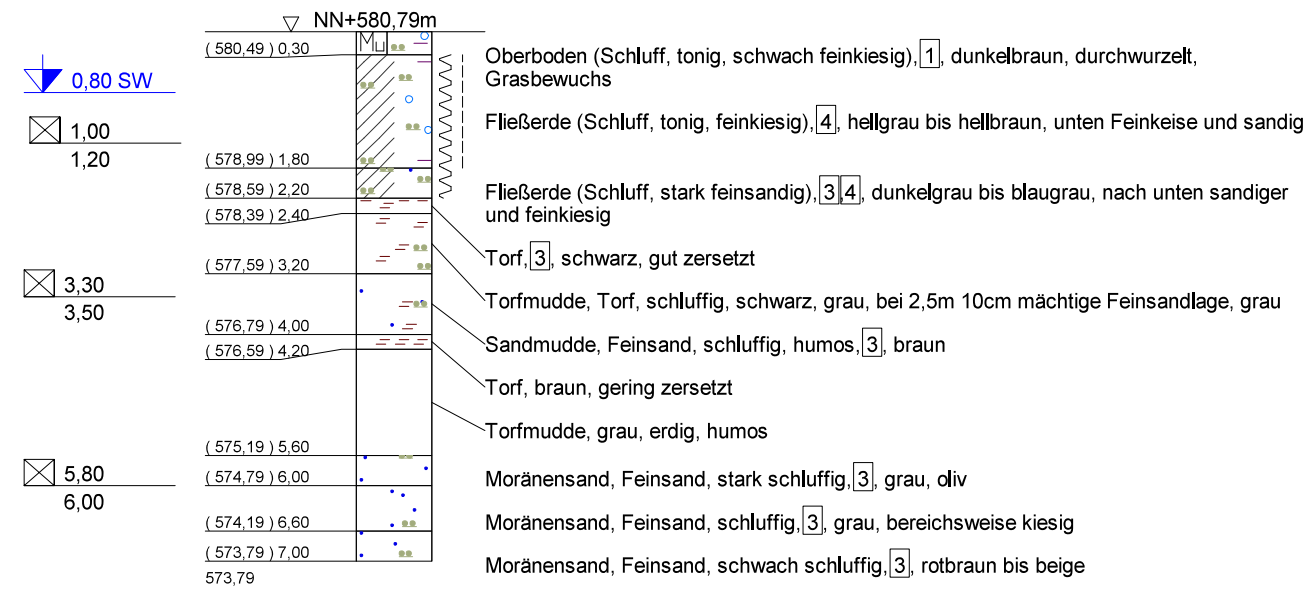 NN+580,79m
Mu
( 580,49 ) 0,30
Oberboden (Schluff, tonig, schwach feinkiesig), 1, dunkelbraun, durchwurzelt,
Grasbewuchs
0,80 SW
1,00
1,20
Fließerde (Schluff, tonig, feinkiesig), 4, hellgrau bis hellbraun, unten Feinkeise und sandig
( 578,99 ) 1,80
( 578,59 ) 2,20
Fließerde (Schluff, stark feinsandig), 3 4, dunkelgrau bis blaugrau, nach unten sandiger
und feinkiesig
( 578,39 ) 2,40
Torf, 3, schwarz, gut zersetzt
( 577,59 ) 3,20
3,30
3,50
Torfmudde, Torf, schluffig, schwarz, grau, bei 2,5m 10cm mächtige Feinsandlage, grau
( 576,79 ) 4,00
Sandmudde, Feinsand, schluffig, humos, 3, braun
( 576,59 ) 4,20
Torf, braun, gering zersetzt
Torfmudde, grau, erdig, humos
( 575,19 ) 5,60
5,80
6,00
( 574,79 ) 6,00
Moränensand, Feinsand, stark schluffig, 3, grau, oliv
( 574,19 ) 6,60
Moränensand, Feinsand, schluffig, 3, grau, bereichsweise kiesig
( 573,79 ) 7,00
Moränensand, Feinsand, schwach schluffig, 3, rotbraun bis beige
573,79